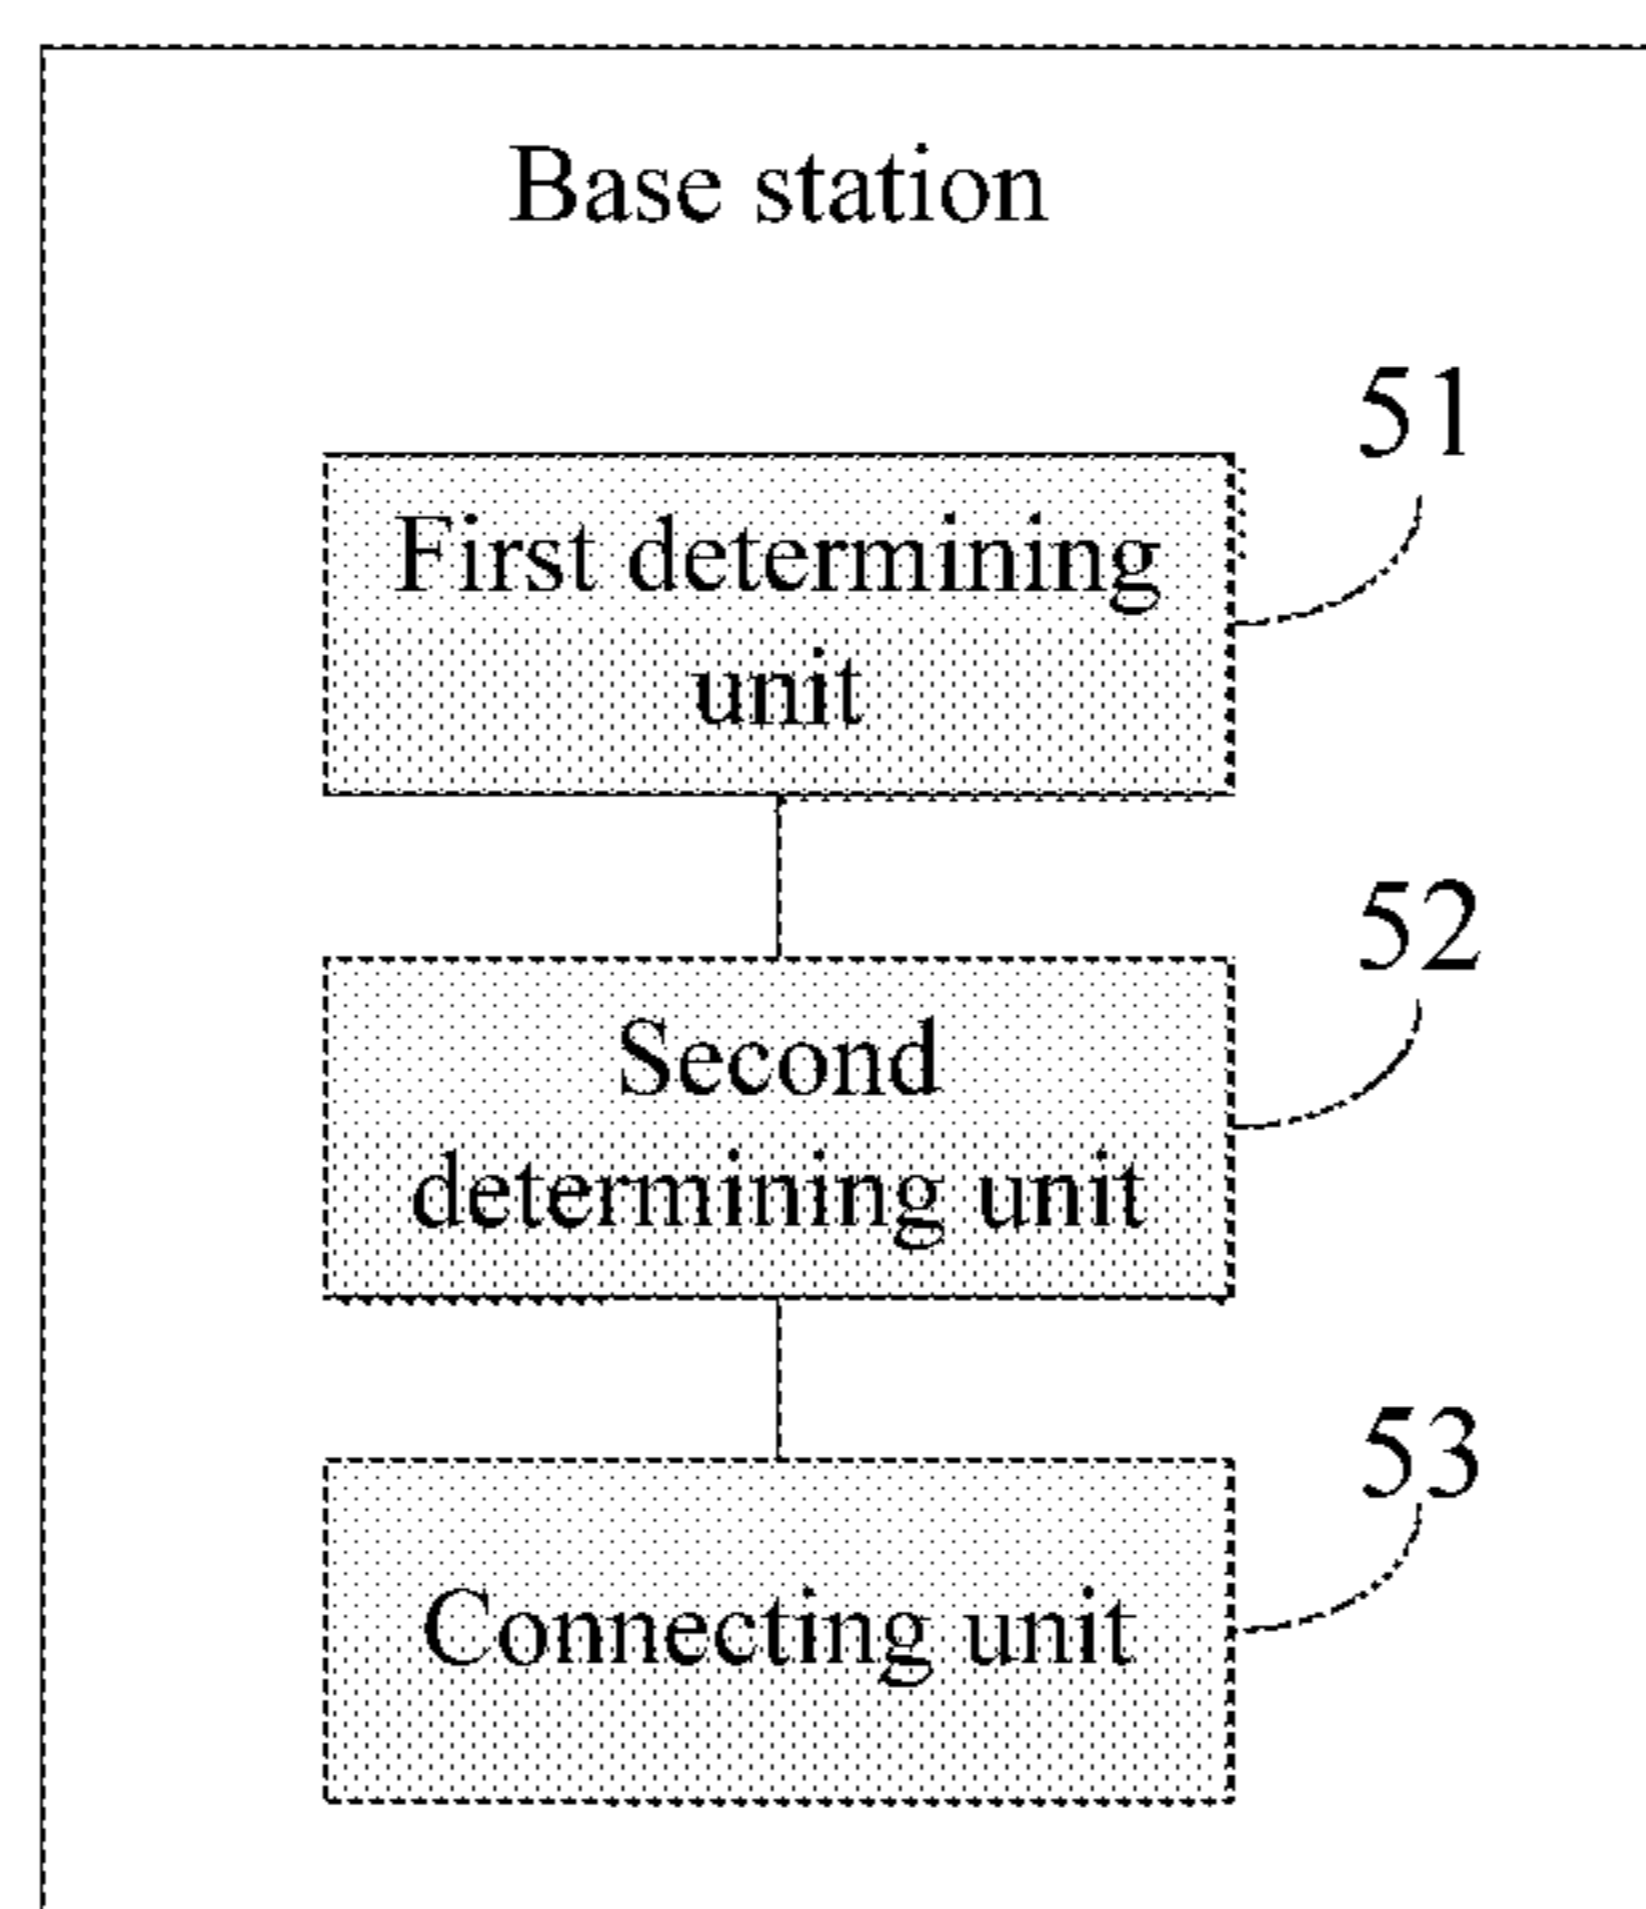 Base station
51
First determining
unit
52
Second
determining unit
53
Connecting unit